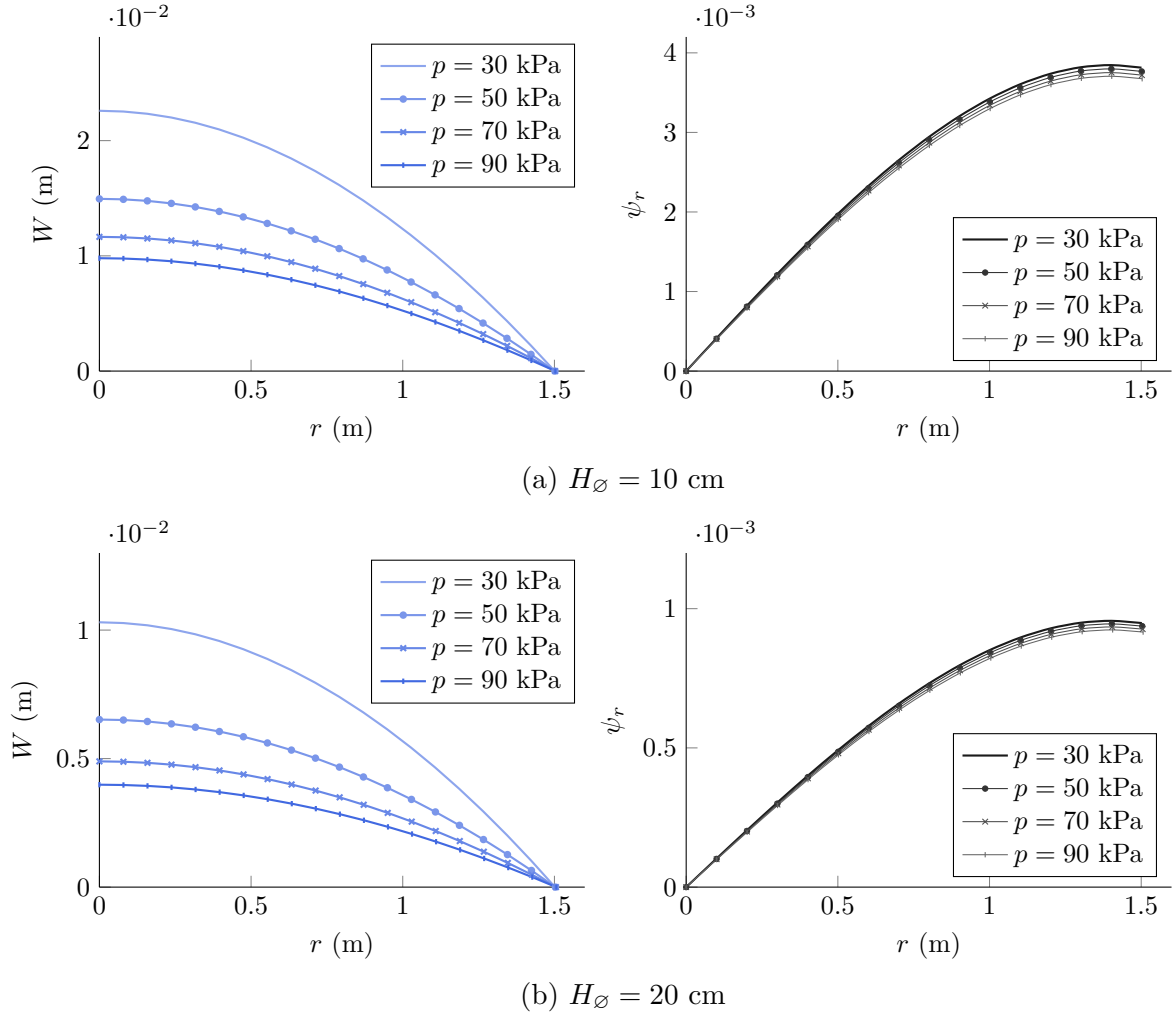 ·10⁻²
W (m)
0
1
2
0
0.5
1
1.5
r (m)
p = 30 kPa
p = 50 kPa
p = 70 kPa
p = 90 kPa
·10⁻³
ψᵣ
0
1
2
3
4
0
0.5
1
1.5
r (m)
p = 30 kPa
p = 50 kPa
p = 70 kPa
p = 90 kPa
(a) H∅ = 10 cm
·10⁻²
W (m)
0
0.5
1
0
0.5
1
1.5
r (m)
p = 30 kPa
p = 50 kPa
p = 70 kPa
p = 90 kPa
·10⁻³
ψᵣ
0
0.5
1
0
0.5
1
1.5
r (m)
p = 30 kPa
p = 50 kPa
p = 70 kPa
p = 90 kPa
(b) H∅ = 20 cm